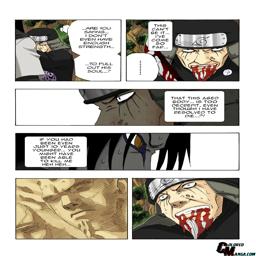 ...ARE YOU
SAYING...
I DON'T
EVEN HAVE
ENOUGH
STRENGTH...
...TO PULL
OUT HIS
SOUL...?
THIS
CAN'T
BE IT...
I'VE
COME
SO
FAR...
THAT THIS AGED
BODY... IS TOO
DECREPIT, EVEN
THOUGH I HAVE
RESOLVED
TO DIE...?
IF YOU HAD
BEEN EVEN
JUST 10 YEARS
YOUNGER... YOU
MIGHT HAVE
BEEN ABLE
TO KILL ME
HEH HEH...
COLORED
MANGA.COM